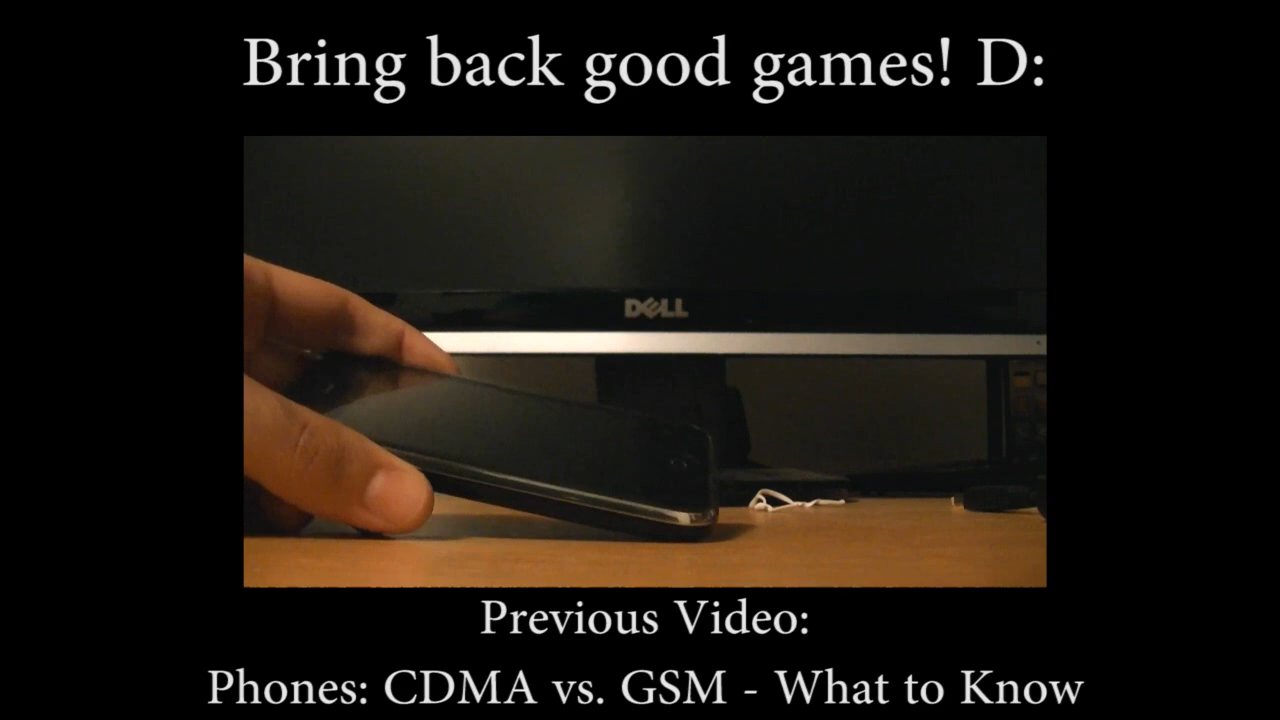 Bring back good games! D:
DELL
Previous Video:
Phones: CDMA vs. GSM - What to Know